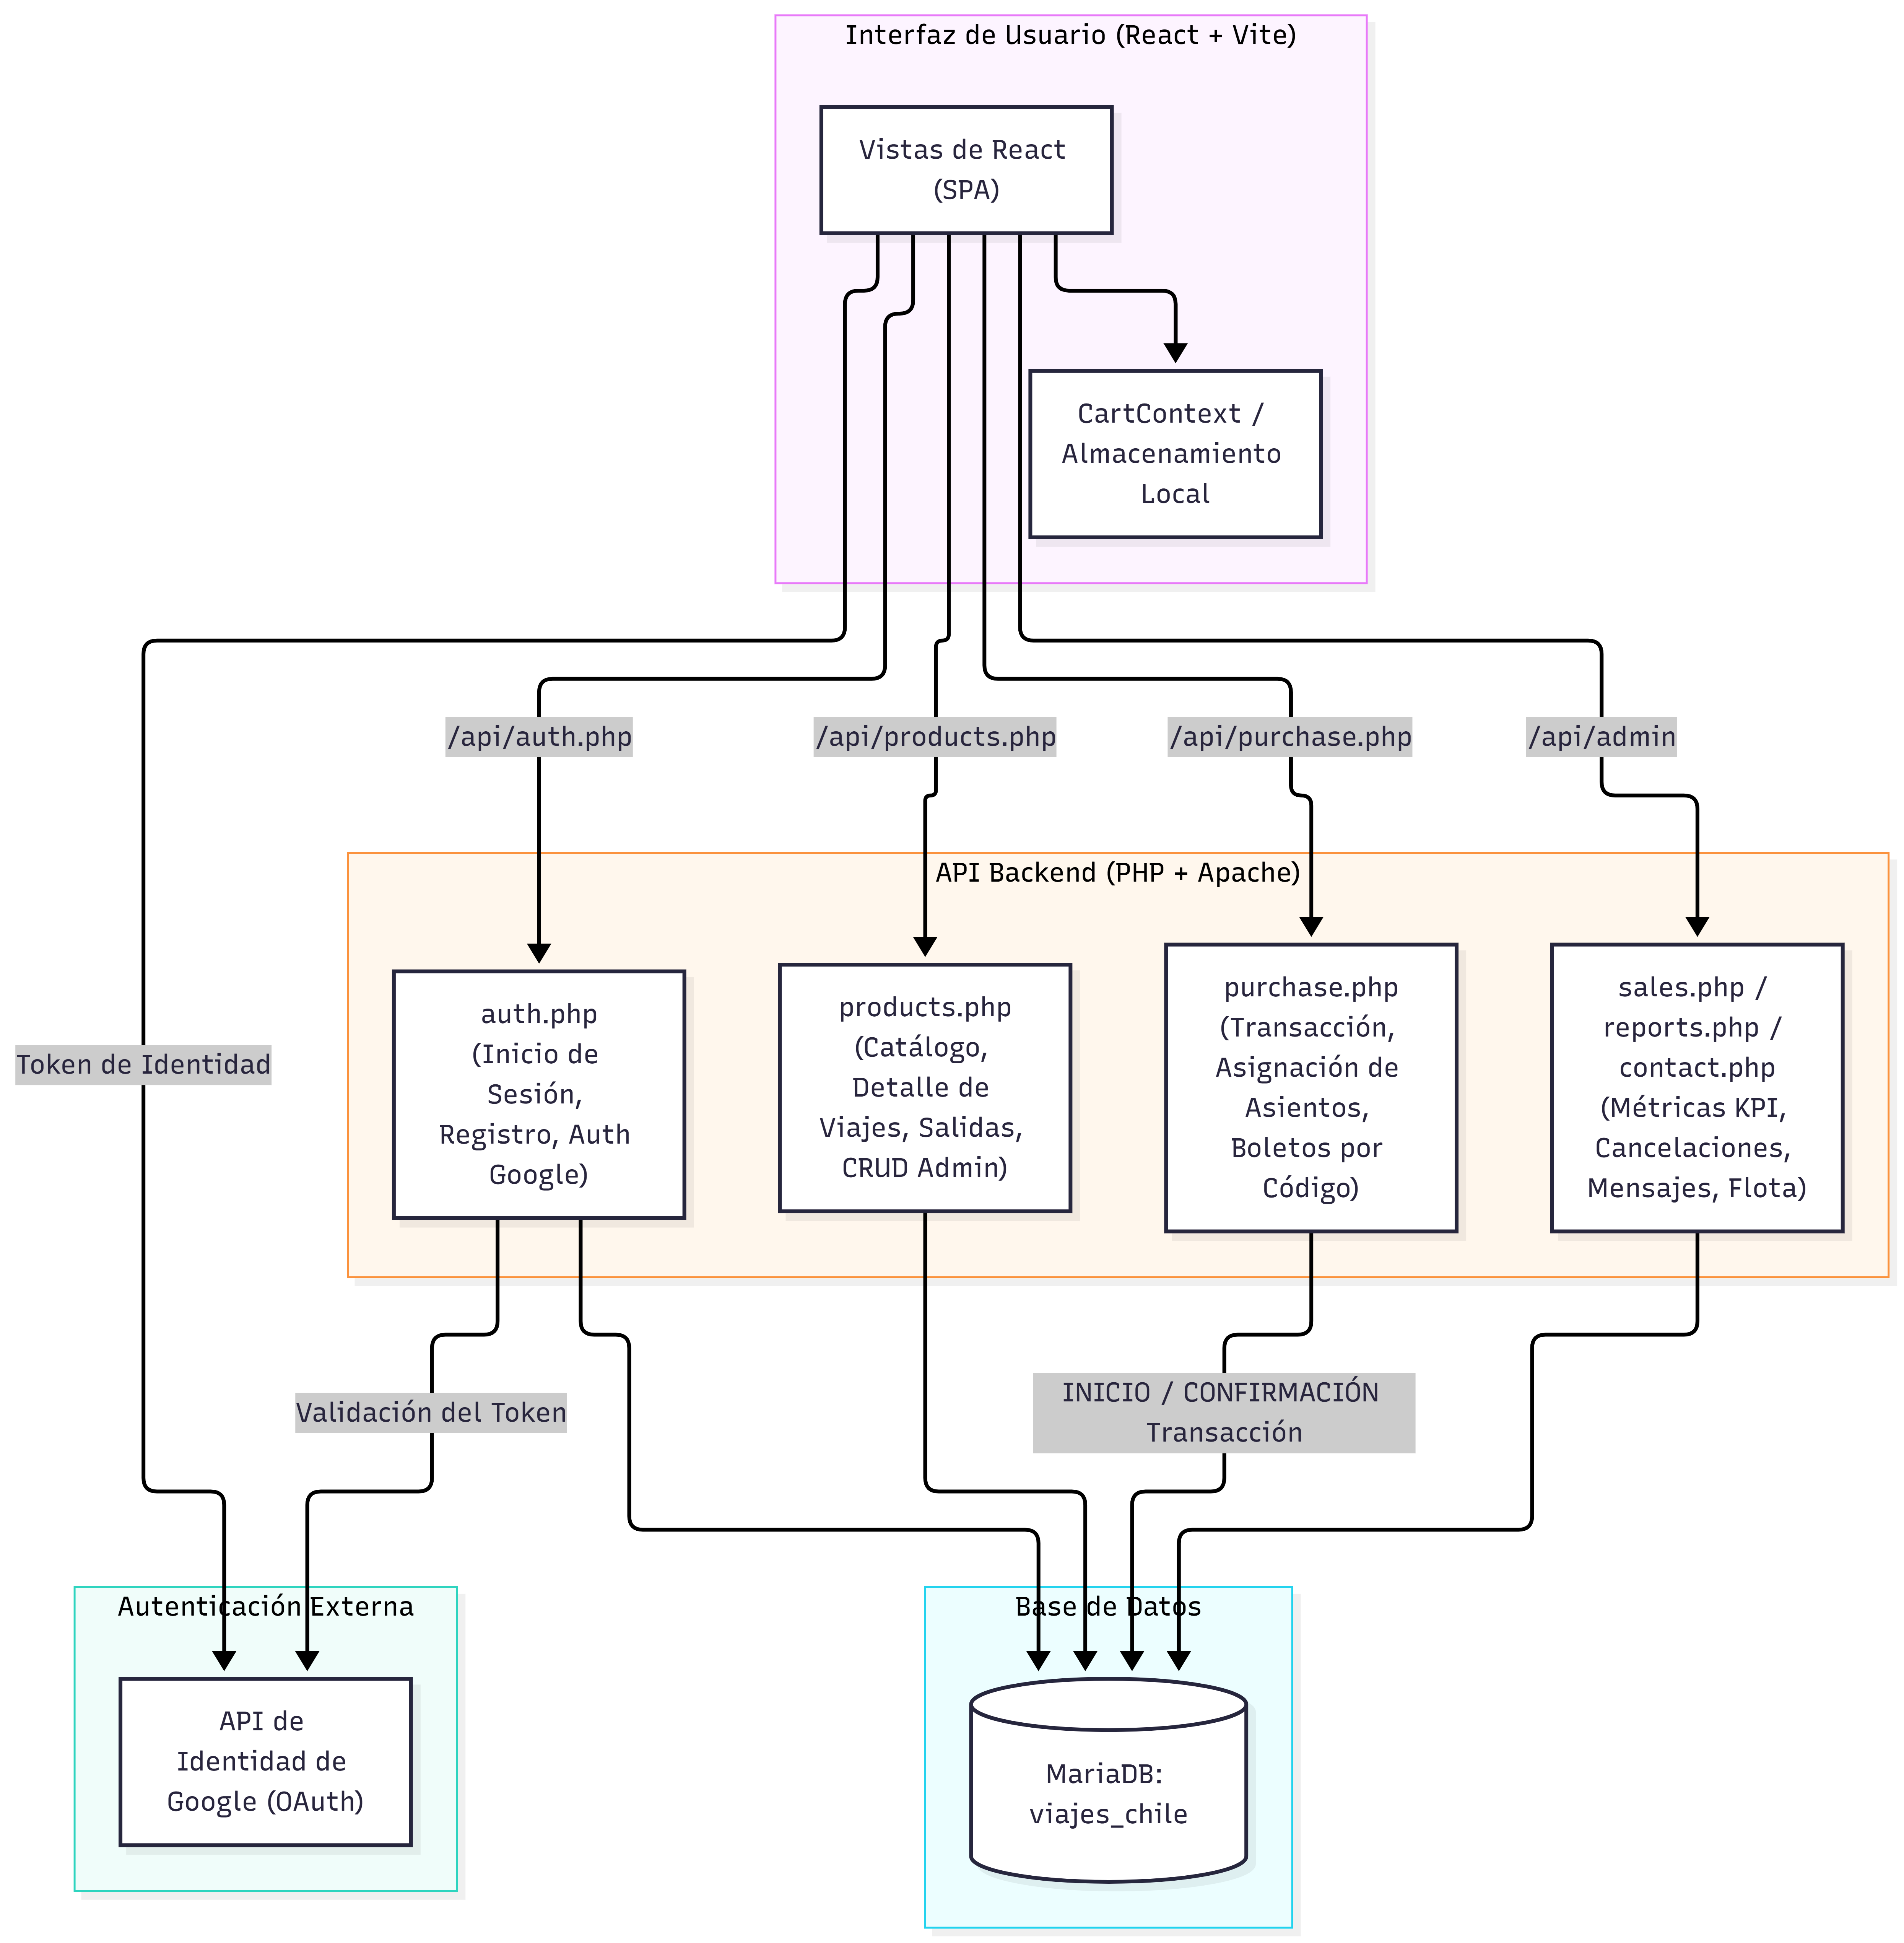 Interfaz de Usuario (React + Vite)
Vistas de React
(SPA)
CartContext /
Almacenamiento
Local
/api/auth.php
/api/products.php
/api/purchase.php
/api/admin
API Backend (PHP + Apache)
auth.php
(Inicio de
Sesión,
Registro, Auth
Google)
products.php
(Catálogo,
Detalle de
Viajes, Salidas,
CRUD Admin)
purchase.php
(Transacción,
Asignación de
Asientos,
Boletos por
Código)
sales.php /
reports.php /
contact.php
(Métricas KPI,
Cancelaciones,
Mensajes, Flota)
Token de Identidad
Validación del Token
INICIO / CONFIRMACIÓN
Transacción
Autenticación Externa
API de
Identidad de
Google (OAuth)
Base de Datos
MariaDB:
viajes_chile